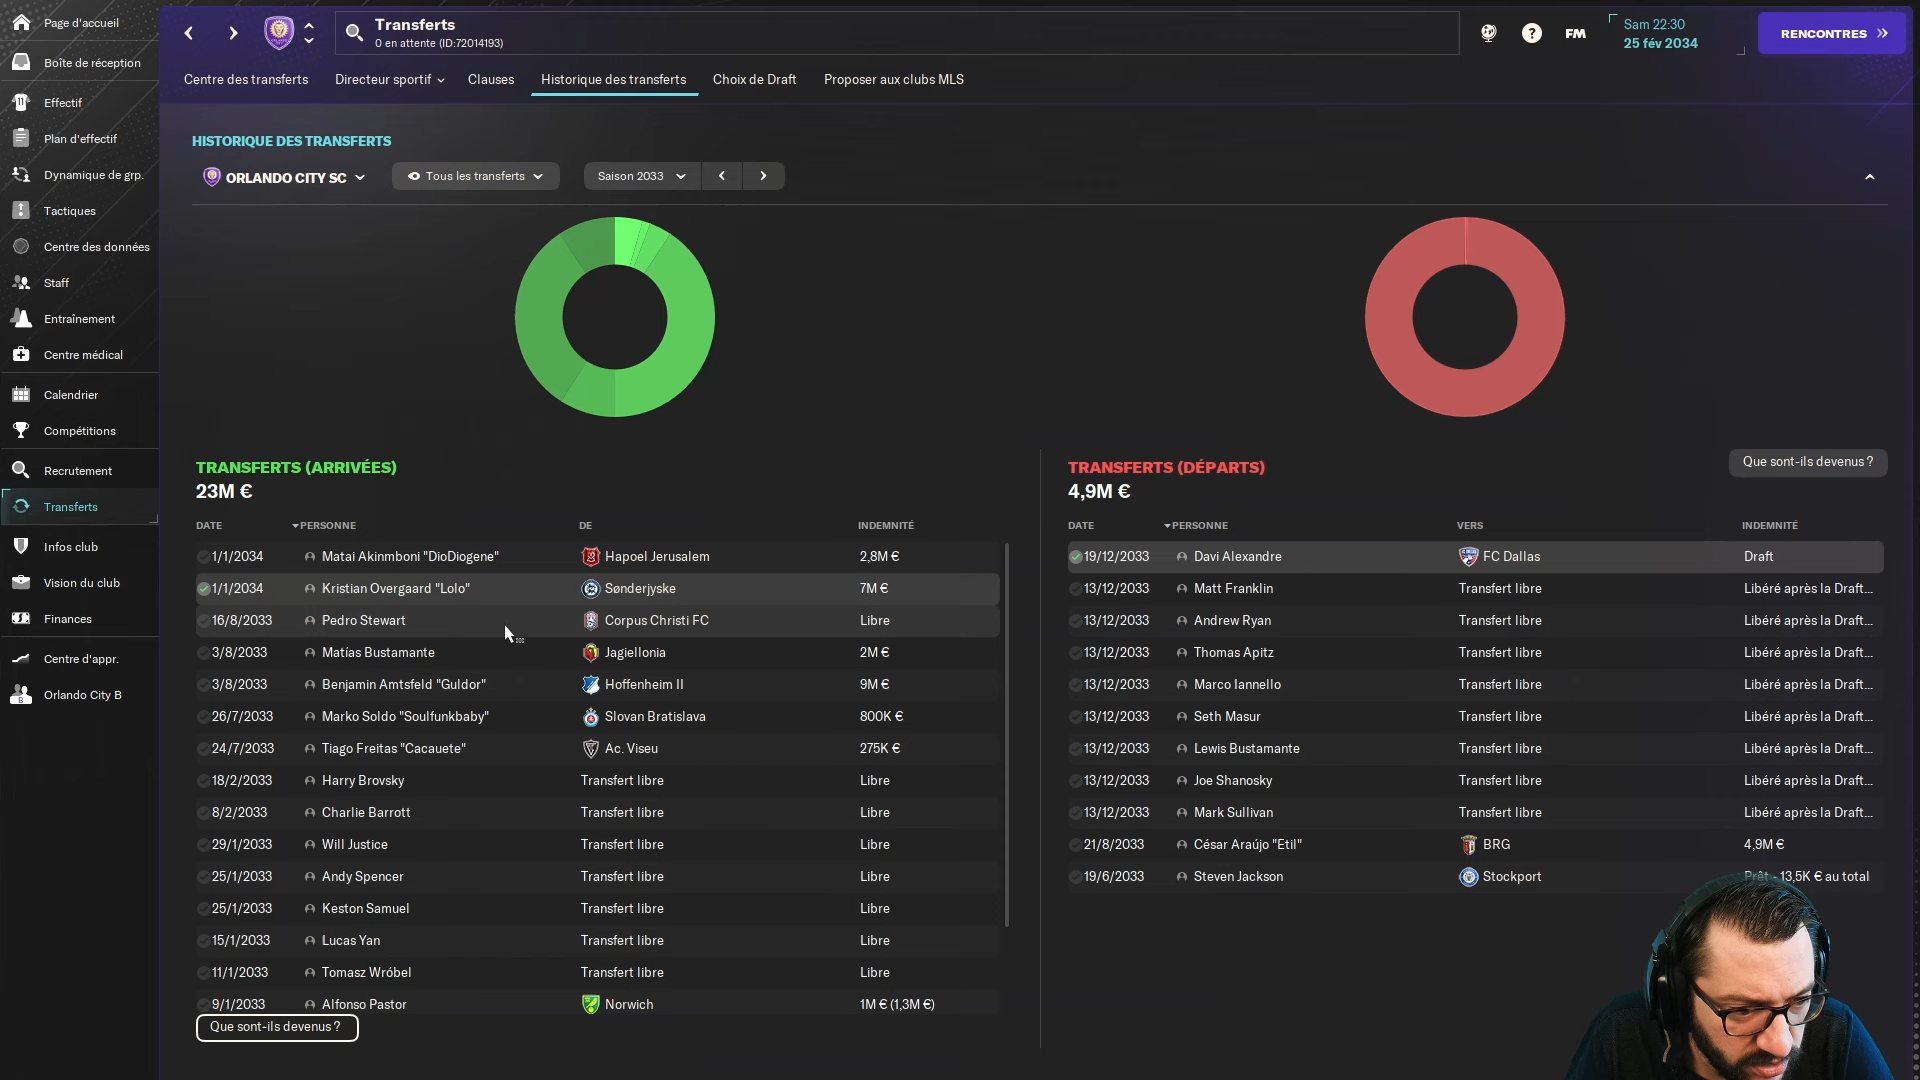 Page d'accueil
Boîte de réception
Effectif
Plan d'effectif
Dynamique de grp.
Tactiques
Centre des données
Staff
Entraînement
Centre médical
Calendrier
Compétitions
Recrutement
Transferts
Infos club
Vision du club
Finances
Centre d'appr.
Orlando City B
Transferts
0 en attente (ID:72014193)
FM
Sam 22:30
25 fév 2034
RENCONTRES
Centre des transferts
Directeur sportif
Clauses
Historique des transferts
Choix de Draft
Proposer aux clubs MLS
HISTORIQUE DES TRANSFERTS
ORLANDO CITY SC
Tous les transferts
Saison 2033
TRANSFERTS (ARRIVÉES)
23M €
DATE PERSONNE DE INDEMNITÉ
1/1/2034 Matai Akinmboni "DioDiogene" Hapoel Jerusalem 2,8M €
1/1/2034 Kristian Overgaard "Lolo" Sønderjyske 7M €
16/8/2033 Pedro Stewart Corpus Christi FC Libre
3/8/2033 Matías Bustamante Jagiellonia 2M €
3/8/2033 Benjamin Amtsfeld "Guldor" Hoffenheim II 9M €
26/7/2033 Marko Soldo "Soulfunkbaby" Slovan Bratislava 800K €
24/7/2033 Tiago Freitas "Cacauete" Ac. Viseu 275K €
18/2/2033 Harry Brovsky Transfert libre Libre
8/2/2033 Charlie Barrott Transfert libre Libre
29/1/2033 Will Justice Transfert libre Libre
25/1/2033 Andy Spencer Transfert libre Libre
25/1/2033 Keston Samuel Transfert libre Libre
15/1/2033 Lucas Yan Transfert libre Libre
11/1/2033 Tomasz Wróbel Transfert libre Libre
9/1/2033 Alfonso Pastor Norwich 1M € (1,3M €)
Que sont-ils devenus ?
TRANSFERTS (DÉPARTS)
4,9M €
Que sont-ils devenus ?
DATE PERSONNE VERS INDEMNITÉ
19/12/2033 Davi Alexandre FC Dallas Draft
13/12/2033 Matt Franklin Transfert libre Libéré après la Draft...
13/12/2033 Andrew Ryan Transfert libre Libéré après la Draft...
13/12/2033 Thomas Apitz Transfert libre Libéré après la Draft...
13/12/2033 Marco Iannello Transfert libre Libéré après la Draft...
13/12/2033 Seth Masur Transfert libre Libéré après la Draft...
13/12/2033 Lewis Bustamante Transfert libre Libéré après la Draft...
13/12/2033 Joe Shanosky Transfert libre Libéré après la Draft...
13/12/2033 Mark Sullivan Transfert libre Libéré après la Draft...
21/8/2033 César Araújo "Etil" BRG 4,9M €
19/6/2033 Steven Jackson Stockport Prêt - 13,5K € au total